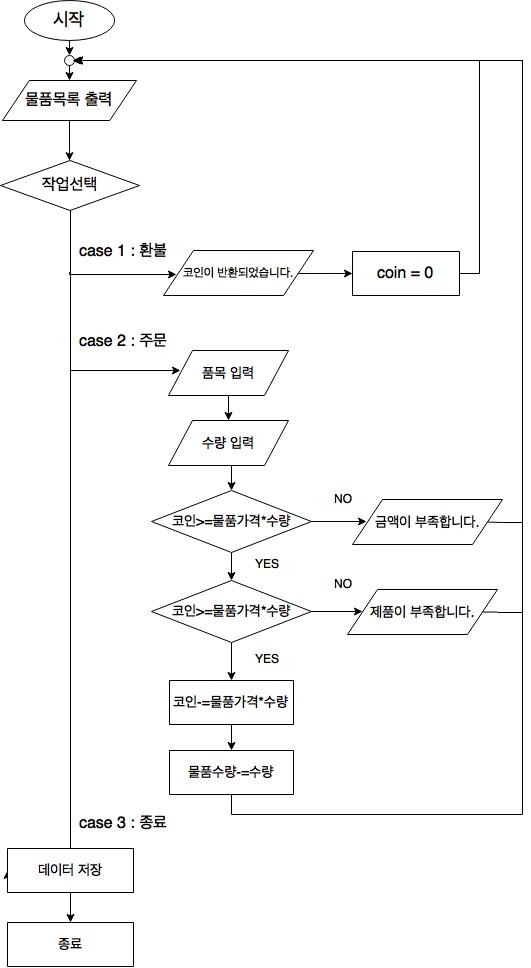 시작
물품목록 출력
작업선택
case 1 : 환불
코인이 반환되었습니다.
coin = 0
case 2 : 주문
품목 입력
수량 입력
코인>=물품가격*수량
NO
금액이 부족합니다.
YES
코인>=물품가격*수량
NO
제품이 부족합니다.
YES
코인-=물품가격*수량
물품수량-=수량
case 3 : 종료
데이터 저장
종료